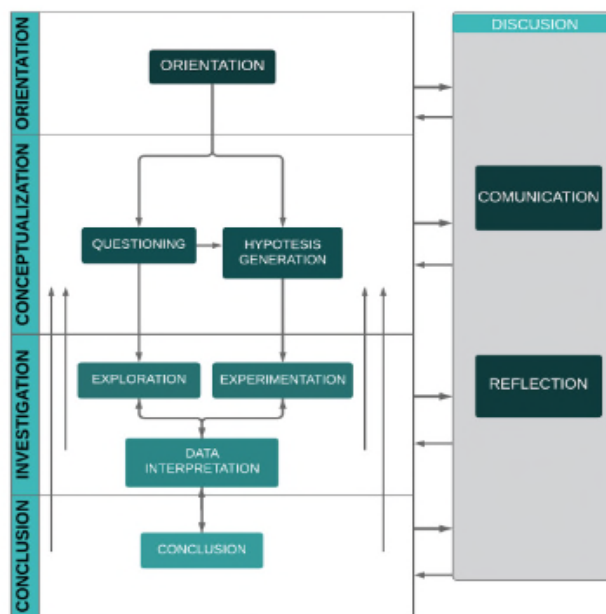 ORIENTATION
ORIENTATION
CONCEPTUALIZATION
QUESTIONING
HYPOTESIS
GENERATION
INVESTIGATION
EXPLORATION
EXPERIMENTATION
DATA
INTERPRETATION
CONCLUSION
CONCLUSION
DISCUSION
COMUNICATION
REFLECTION